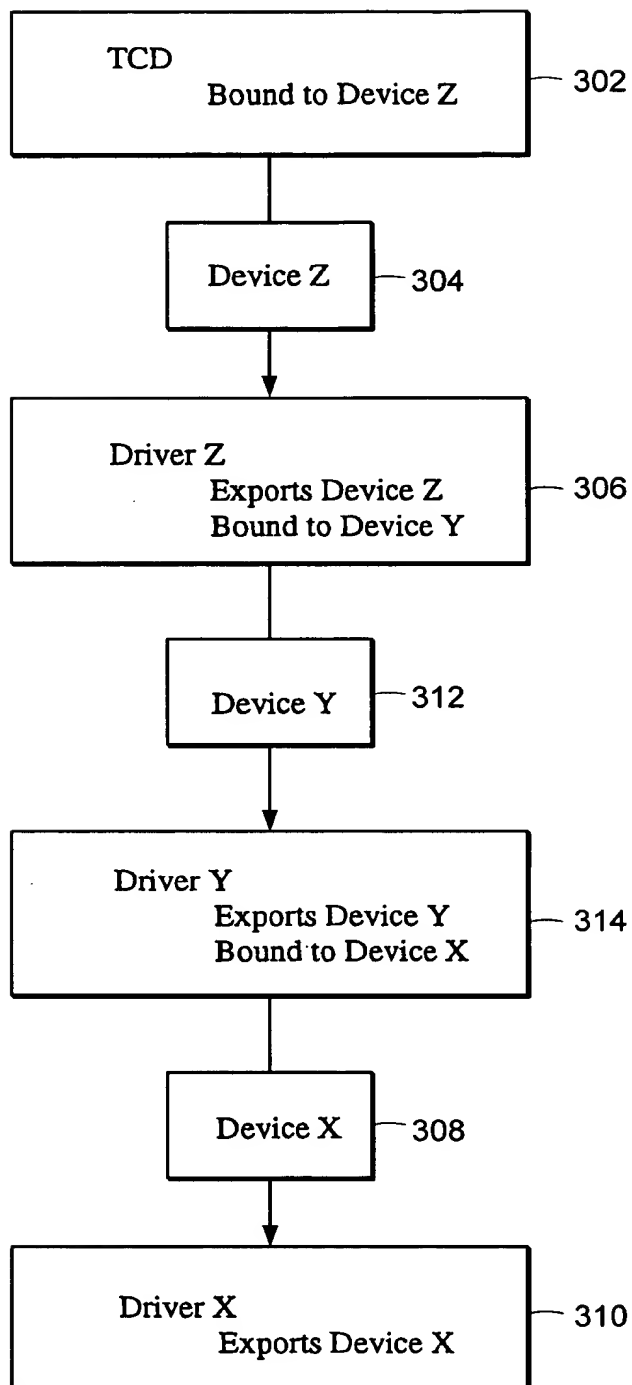 TCD
Bound to Device Z
302
Device Z
304
Driver Z
Exports Device Z
Bound to Device Y
306
Device Y
312
Driver Y
Exports Device Y
Bound to Device X
314
Device X
308
Driver X
Exports Device X
310